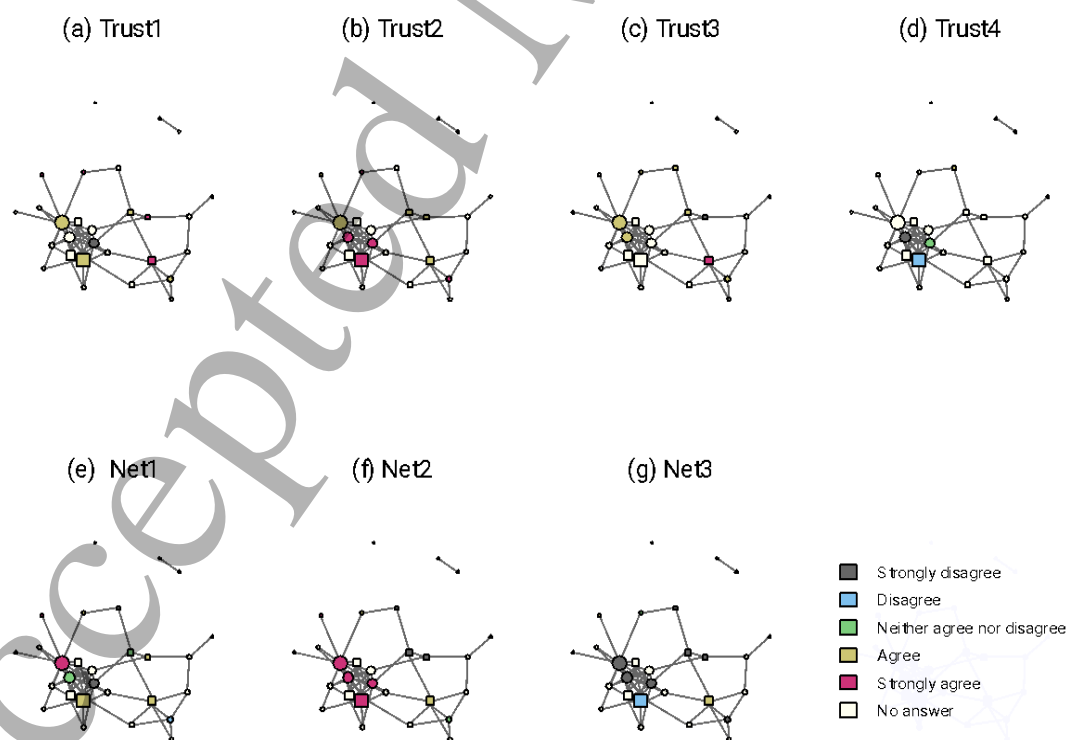 (a) Trust1
(b) Trust2
(c) Trust3
(d) Trust4
(e) Net1
(f) Net2
(g) Net3
Strongly disagree
Disagree
Neither agree nor disagree
Agree
Strongly agree
No answer
ccepted